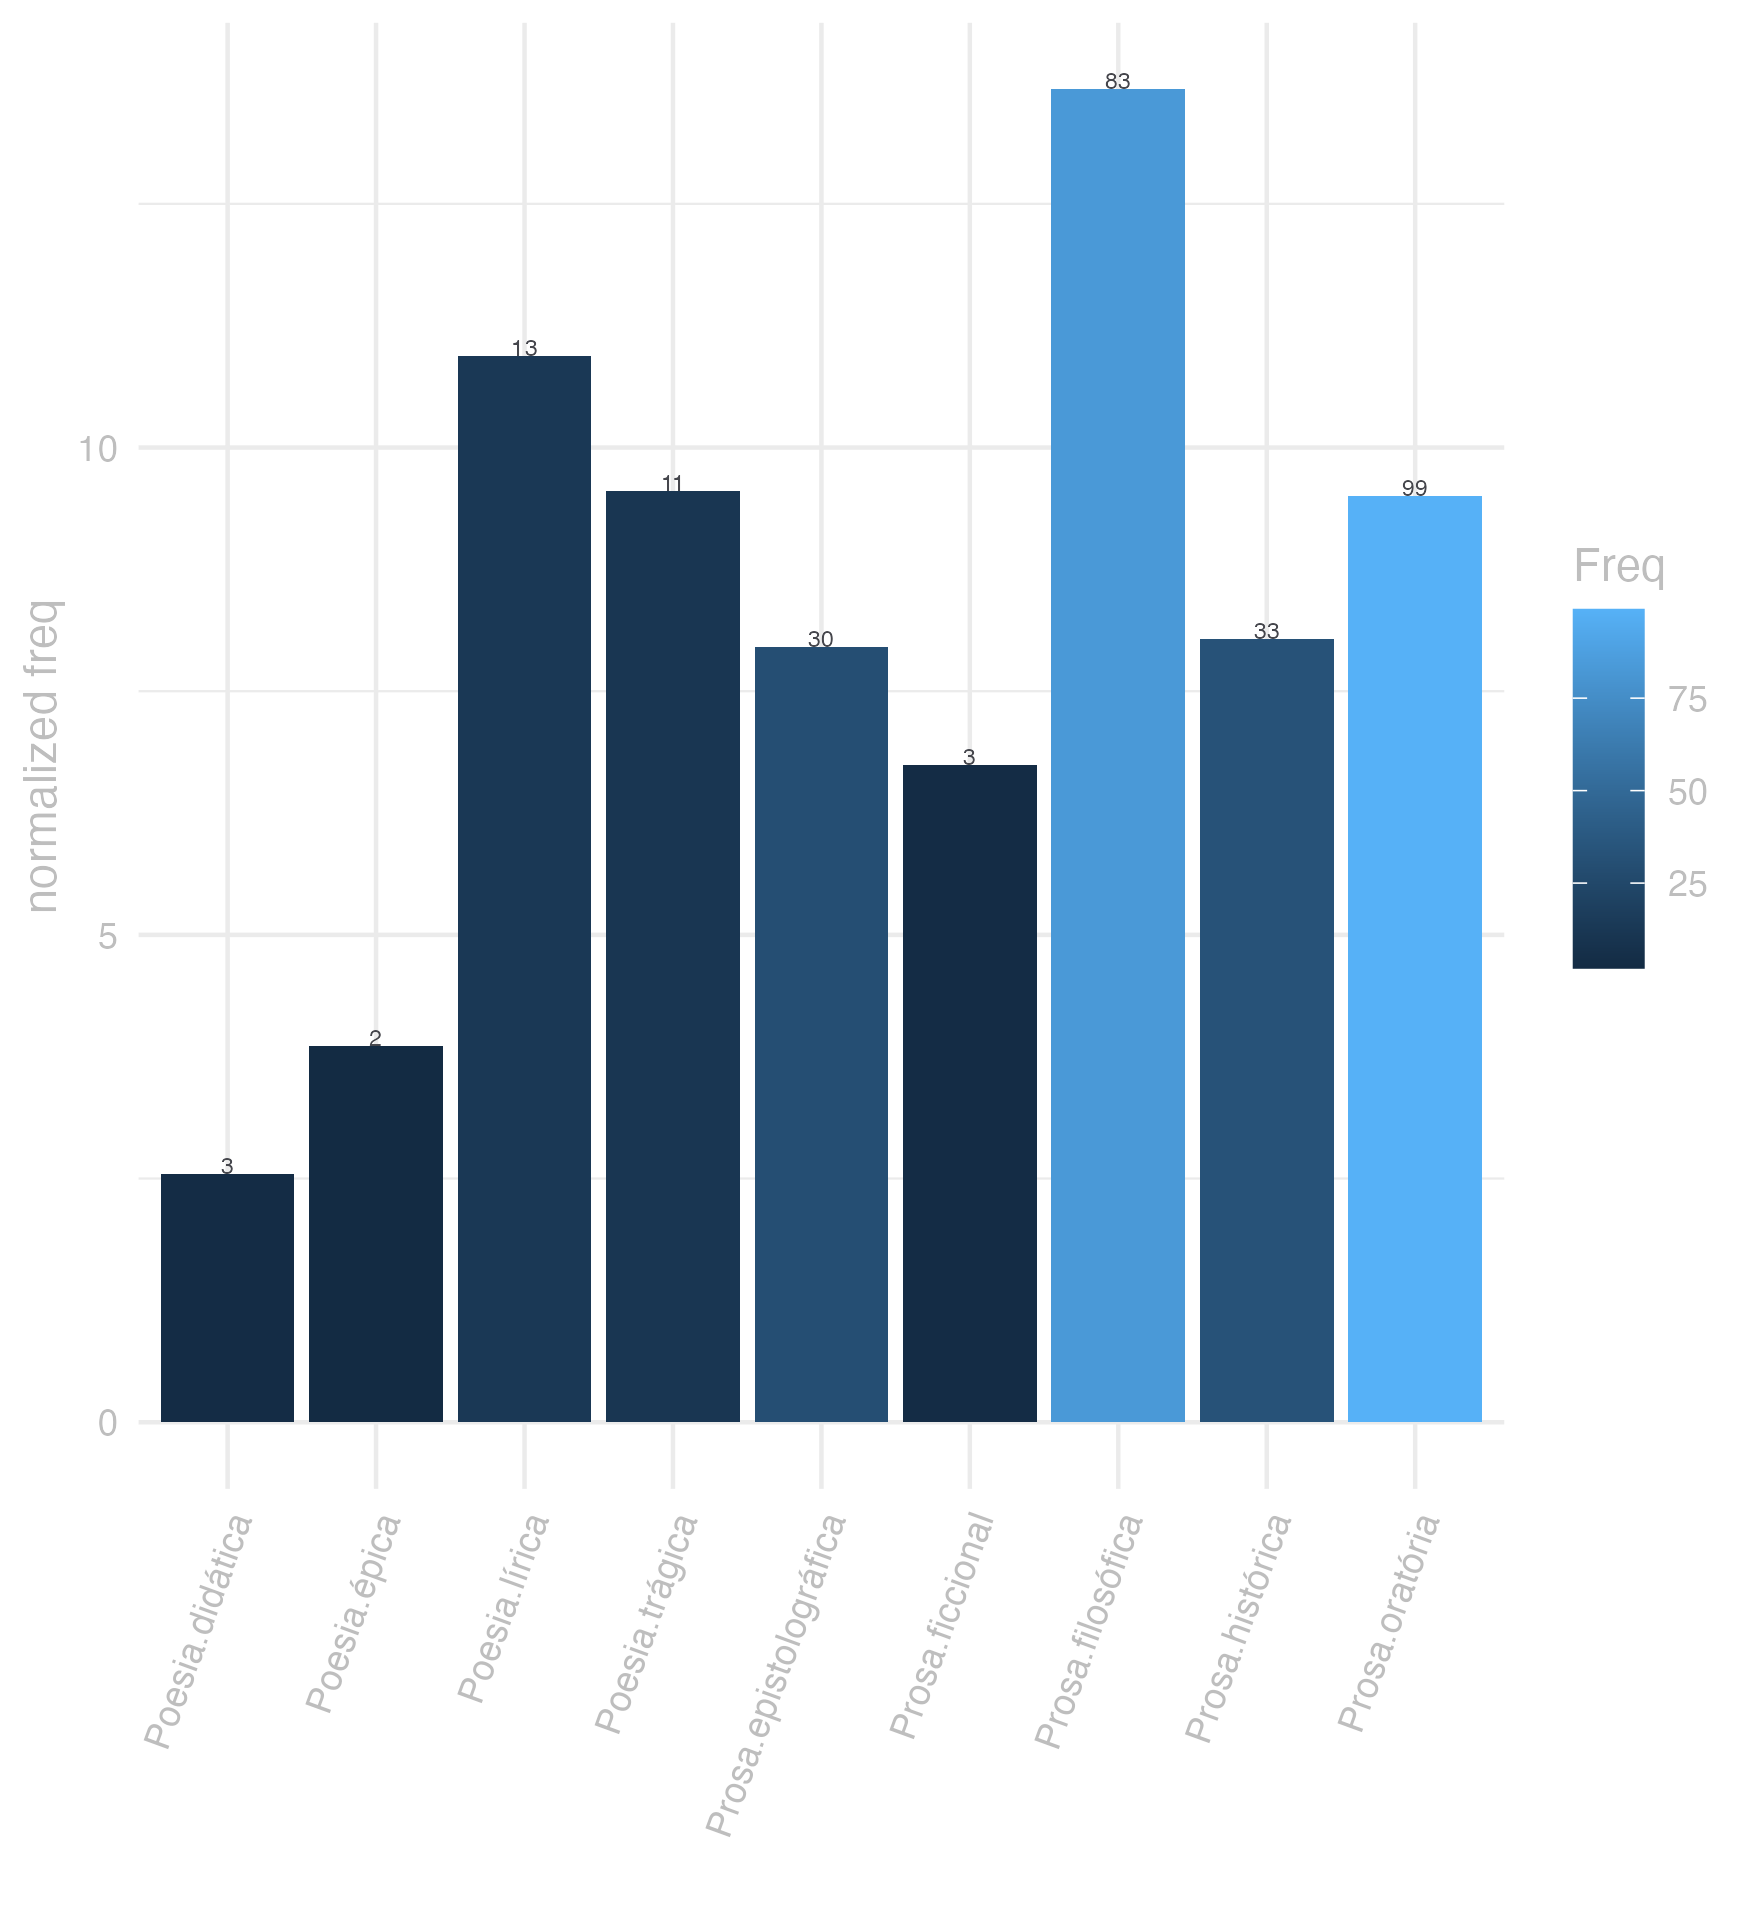 83
13
10
11
99
Freq
normalized freq
30
33
75
3
50
25
5
2
3
0
Poesia.didática
Poesia.épica
Poesia.lírica
Poesia.trágica
Prosa.epistolográfica
Prosa.ficcional
Prosa.filosófica
Prosa.histórica
Prosa.oratória